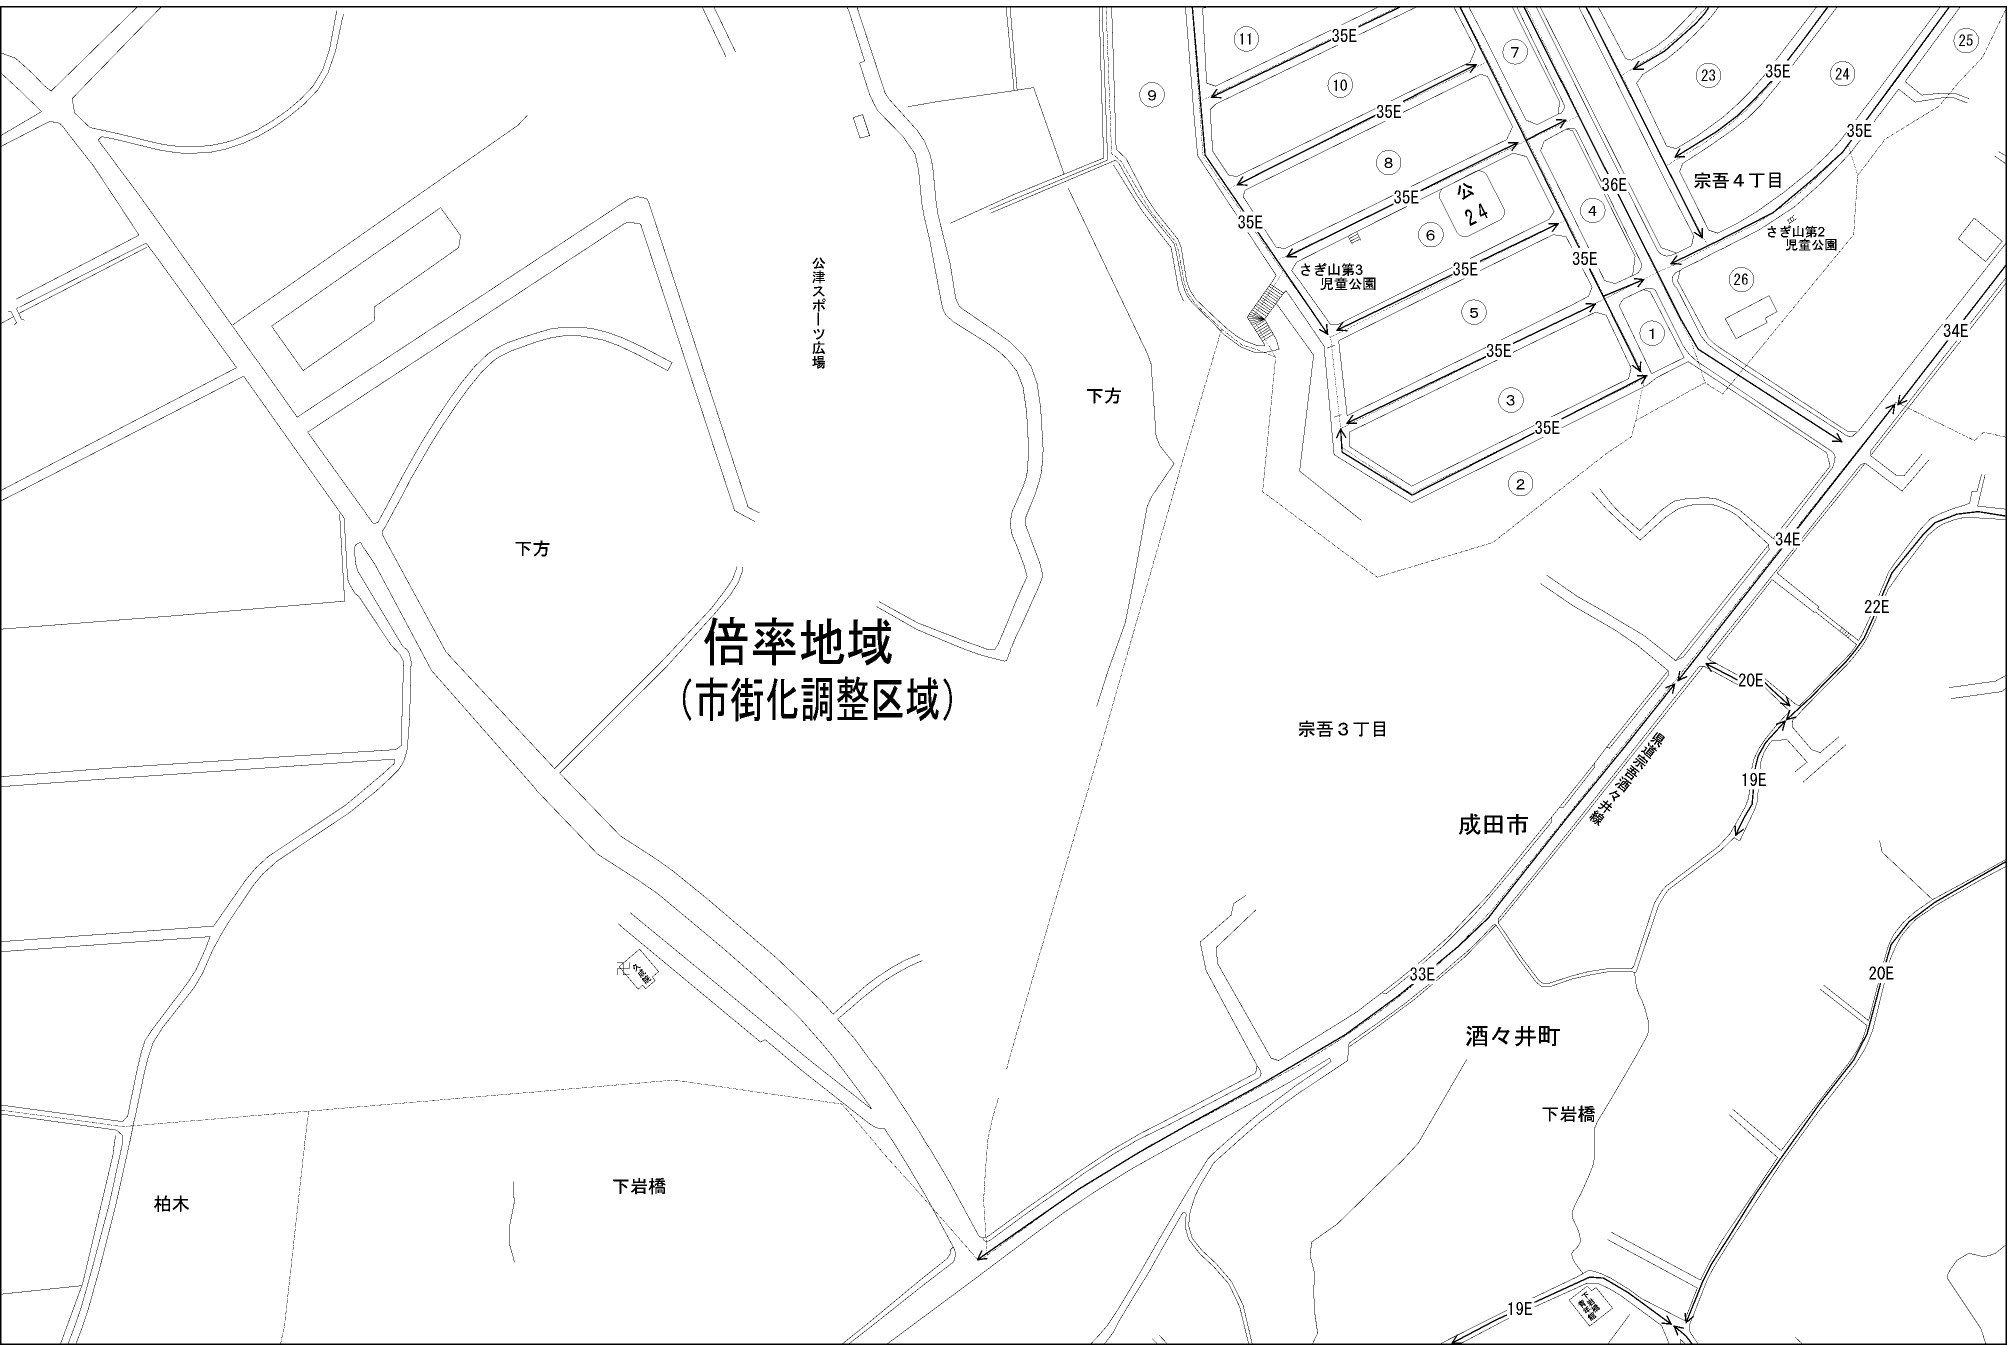 11
35E
7
25
10
9
23
35E
24
35E
35E
8
35E
宗吾４丁目
36E
公
24
35E
4
35E
6
さぎ山第2
児童公園
35E
35E
さぎ山第3
児童公園
26
5
公津スポーツ広場
1
34E
35E
下方
3
35E
2
34E
下方
22E
倍率地域
(市街化調整区域)
20E
宗吾３丁目
県道宗吾酒々井線
19E
成田市
33E
20E
酒々井町
下岩橋
下岩橋
柏木
19E